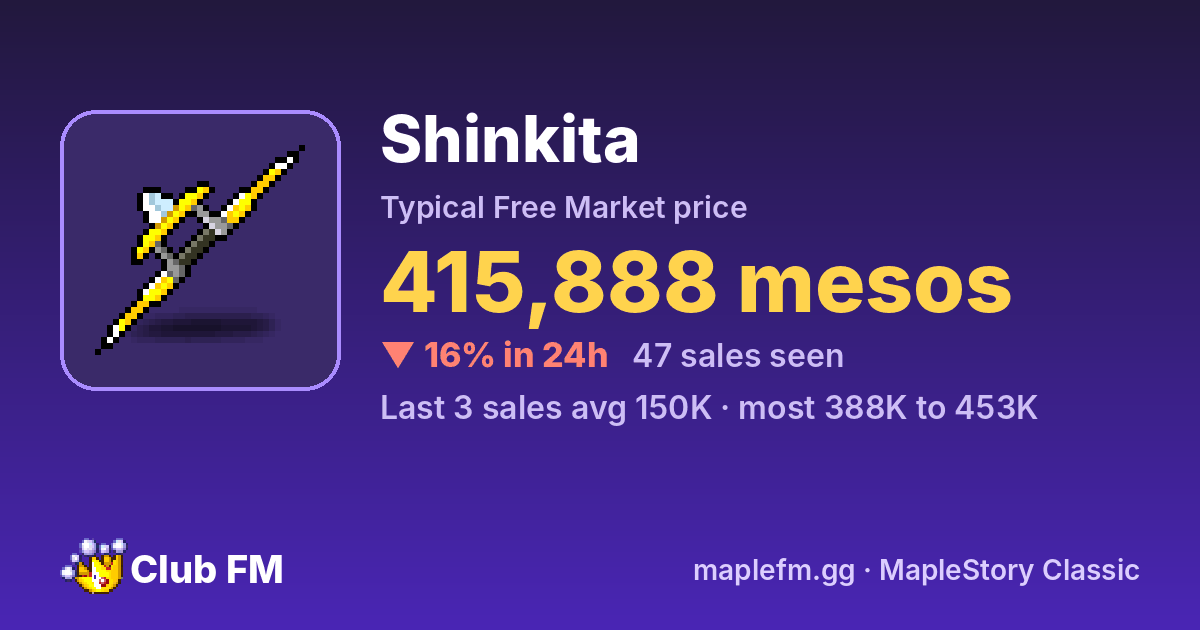 Shinkita
Typical Free Market price
415,888 mesos
▼ 16% in 24h 47 sales seen
Last 3 sales avg 150K · most 388K to 453K
Club FM
maplefm.gg · MapleStory Classic